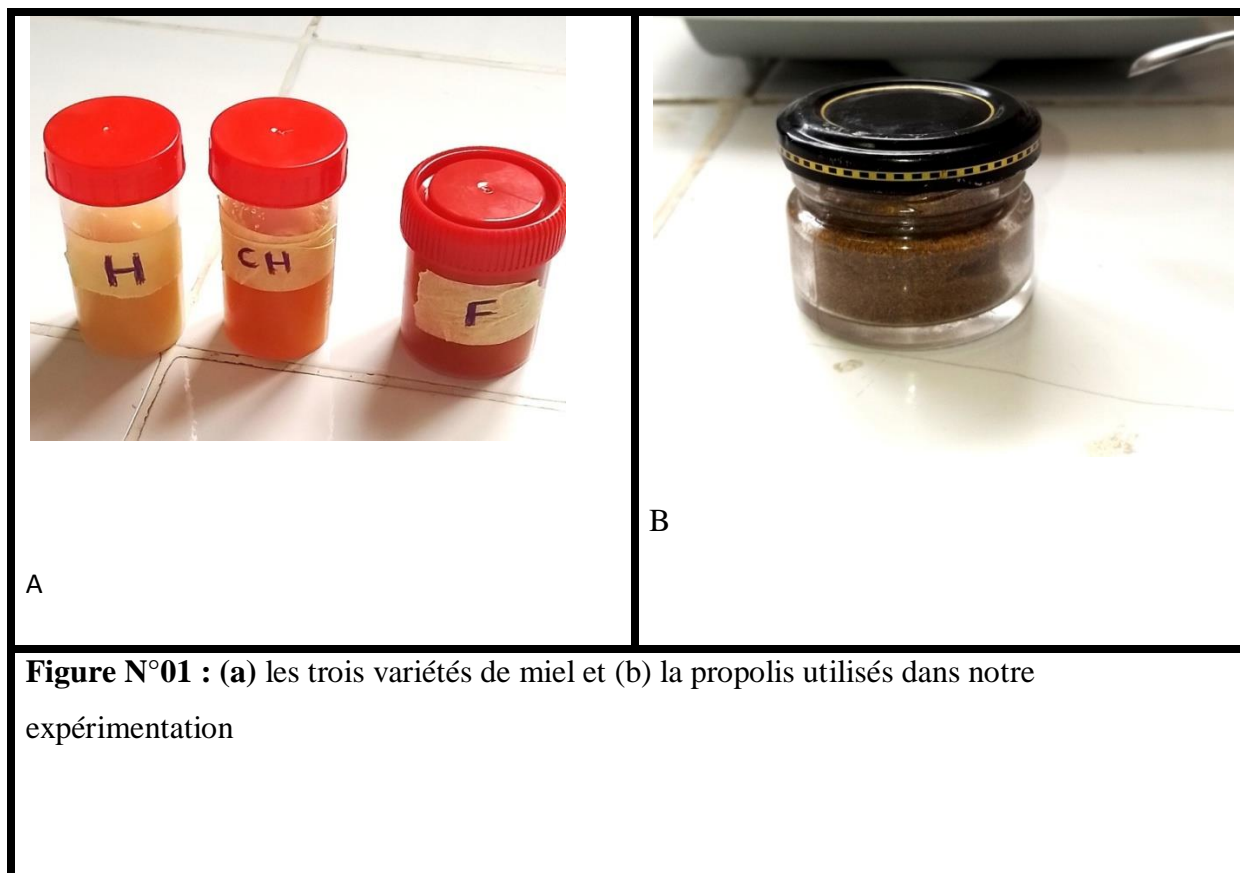 H
CH
F
A
B
Figure N°01 : (a) les trois variétés de miel et (b) la propolis utilisés dans notre
expérimentation